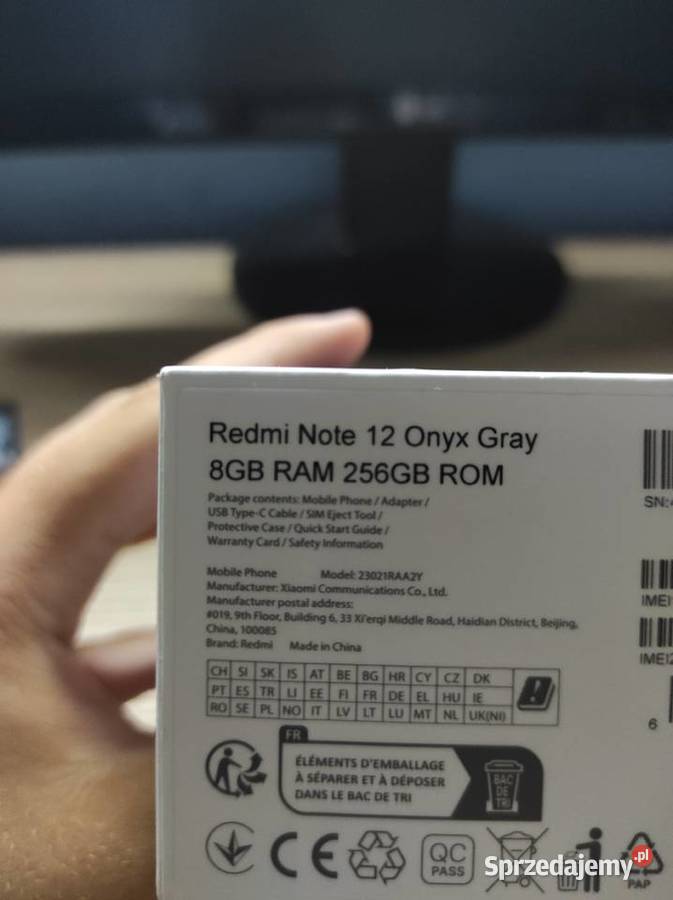 Redmi Note 12 Onyx Gray
8GB RAM 256GB ROM
Package contents: Mobile Phone / Adapter /
USB Type-C Cable / SIM Eject Tool /
Protective Case / Quick Start Guide /
Warranty Card / Safety Information
Mobile Phone Model: 23021RAA2Y
Manufacturer: Xiaomi Communications Co., Ltd.
Manufacturer postal address:
#019, 9th Floor, Building 6, 33 Xi'erqi Middle Road, Haidian District, Beijing,
China, 100085
Brand: Redmi Made in China
CH SI SK IS AT BE BG HR CY CZ DK
PT ES TR LI EE FI FR DE EL HU IE
RO SE PL NO IT LV LT LU MT NL UK(NI)
FR
ÉLÉMENTS D'EMBALLAGE
À SÉPARER ET À DÉPOSER
DANS LE BAC DE TRI
BAC
DE
TRI
CE
QC
PASS
PAP
SN:
IMEI
IMEI2
6
Sprzedajemy.pl